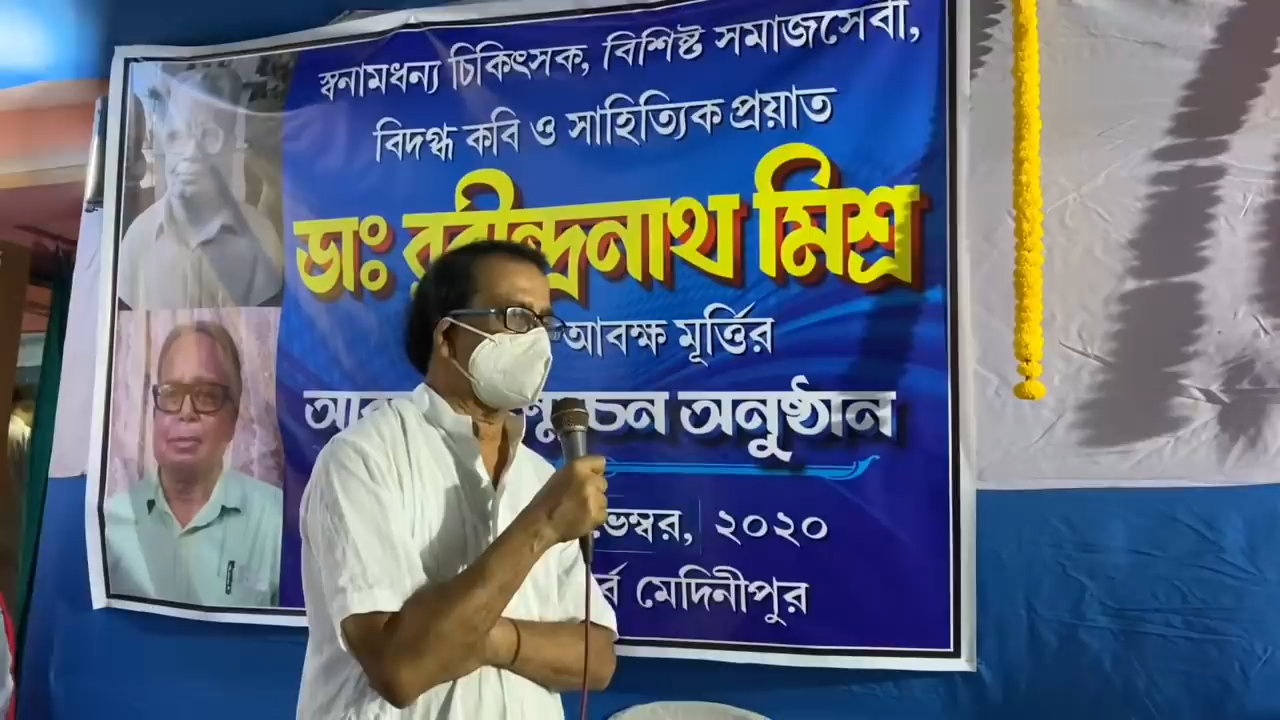 স্বনামধন্য চিকিৎসক, বিশিষ্ট সমাজসেবী,
বিদগ্ধ কবি ও সাহিত্যিক প্রয়াত
ডাঃ রবীন্দ্রনাথ মিশ্র
আবক্ষ মূর্ত্তির
অনুষ্ঠান
২০২০
মেদিনীপুর